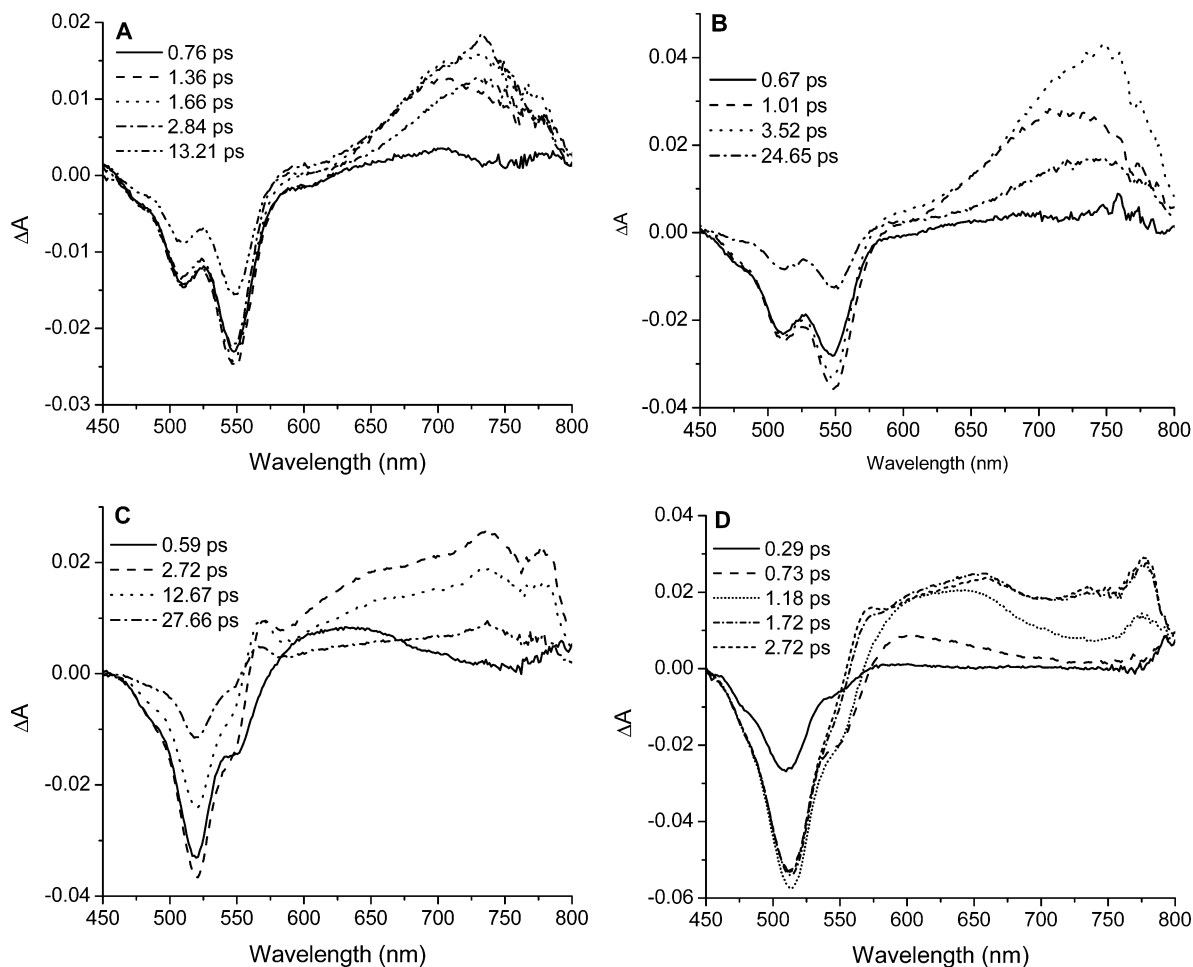 A
0.76 ps
1.36 ps
1.66 ps
2.84 ps
13.21 ps
0.02
0.01
0.00
-0.01
-0.02
-0.03
ΔA
450 500 550 600 650 700 750 800
Wavelength (nm)
B
0.67 ps
1.01 ps
3.52 ps
24.65 ps
0.04
0.02
0.00
-0.02
-0.04
ΔA
450 500 550 600 650 700 750 800
Wavelength (nm)
C
0.59 ps
2.72 ps
12.67 ps
27.66 ps
0.02
0.00
-0.02
-0.04
ΔA
450 500 550 600 650 700 750 800
Wavelength (nm)
D
0.29 ps
0.73 ps
1.18 ps
1.72 ps
2.72 ps
0.04
0.02
0.00
-0.02
-0.04
-0.06
ΔA
450 500 550 600 650 700 750 800
Wavelength (nm)